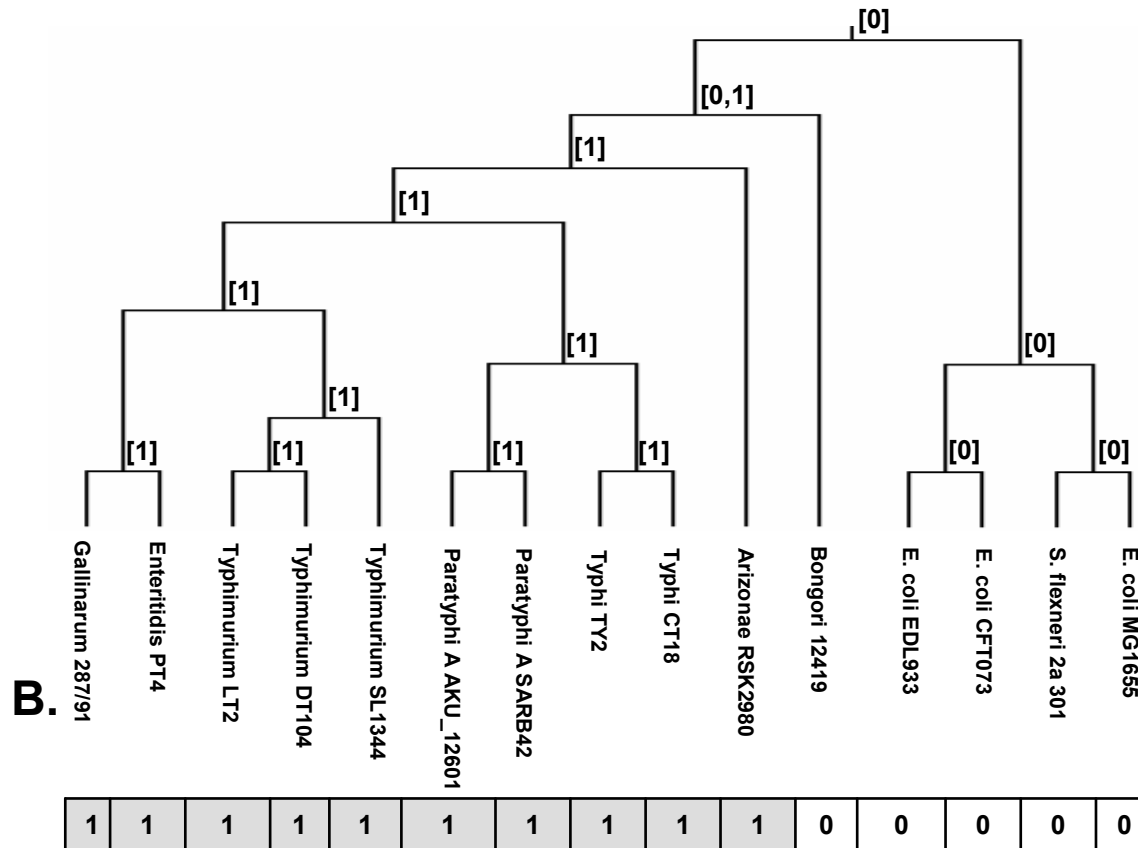 [0]
[0,1]
[1]
[1]
[1]
[1]
[0]
[1]
[1]
[1]
[1]
[1]
[0]
[0]
Gallinarum 287/91
Enteritidis PT4
Typhimurium LT2
Typhimurium DT104
Typhimurium SL1344
Paratyphi A AKU_12601
Paratyphi A SARB42
Typhi TY2
Typhi CT18
Arizonae RSK2980
Bongori 12419
E. coli EDL933
E. coli CFT073
S. flexneri 2a 301
E. coli MG1655
B.
1 1 1 1 1 1 1 1 1 1 0 0 0 0 0